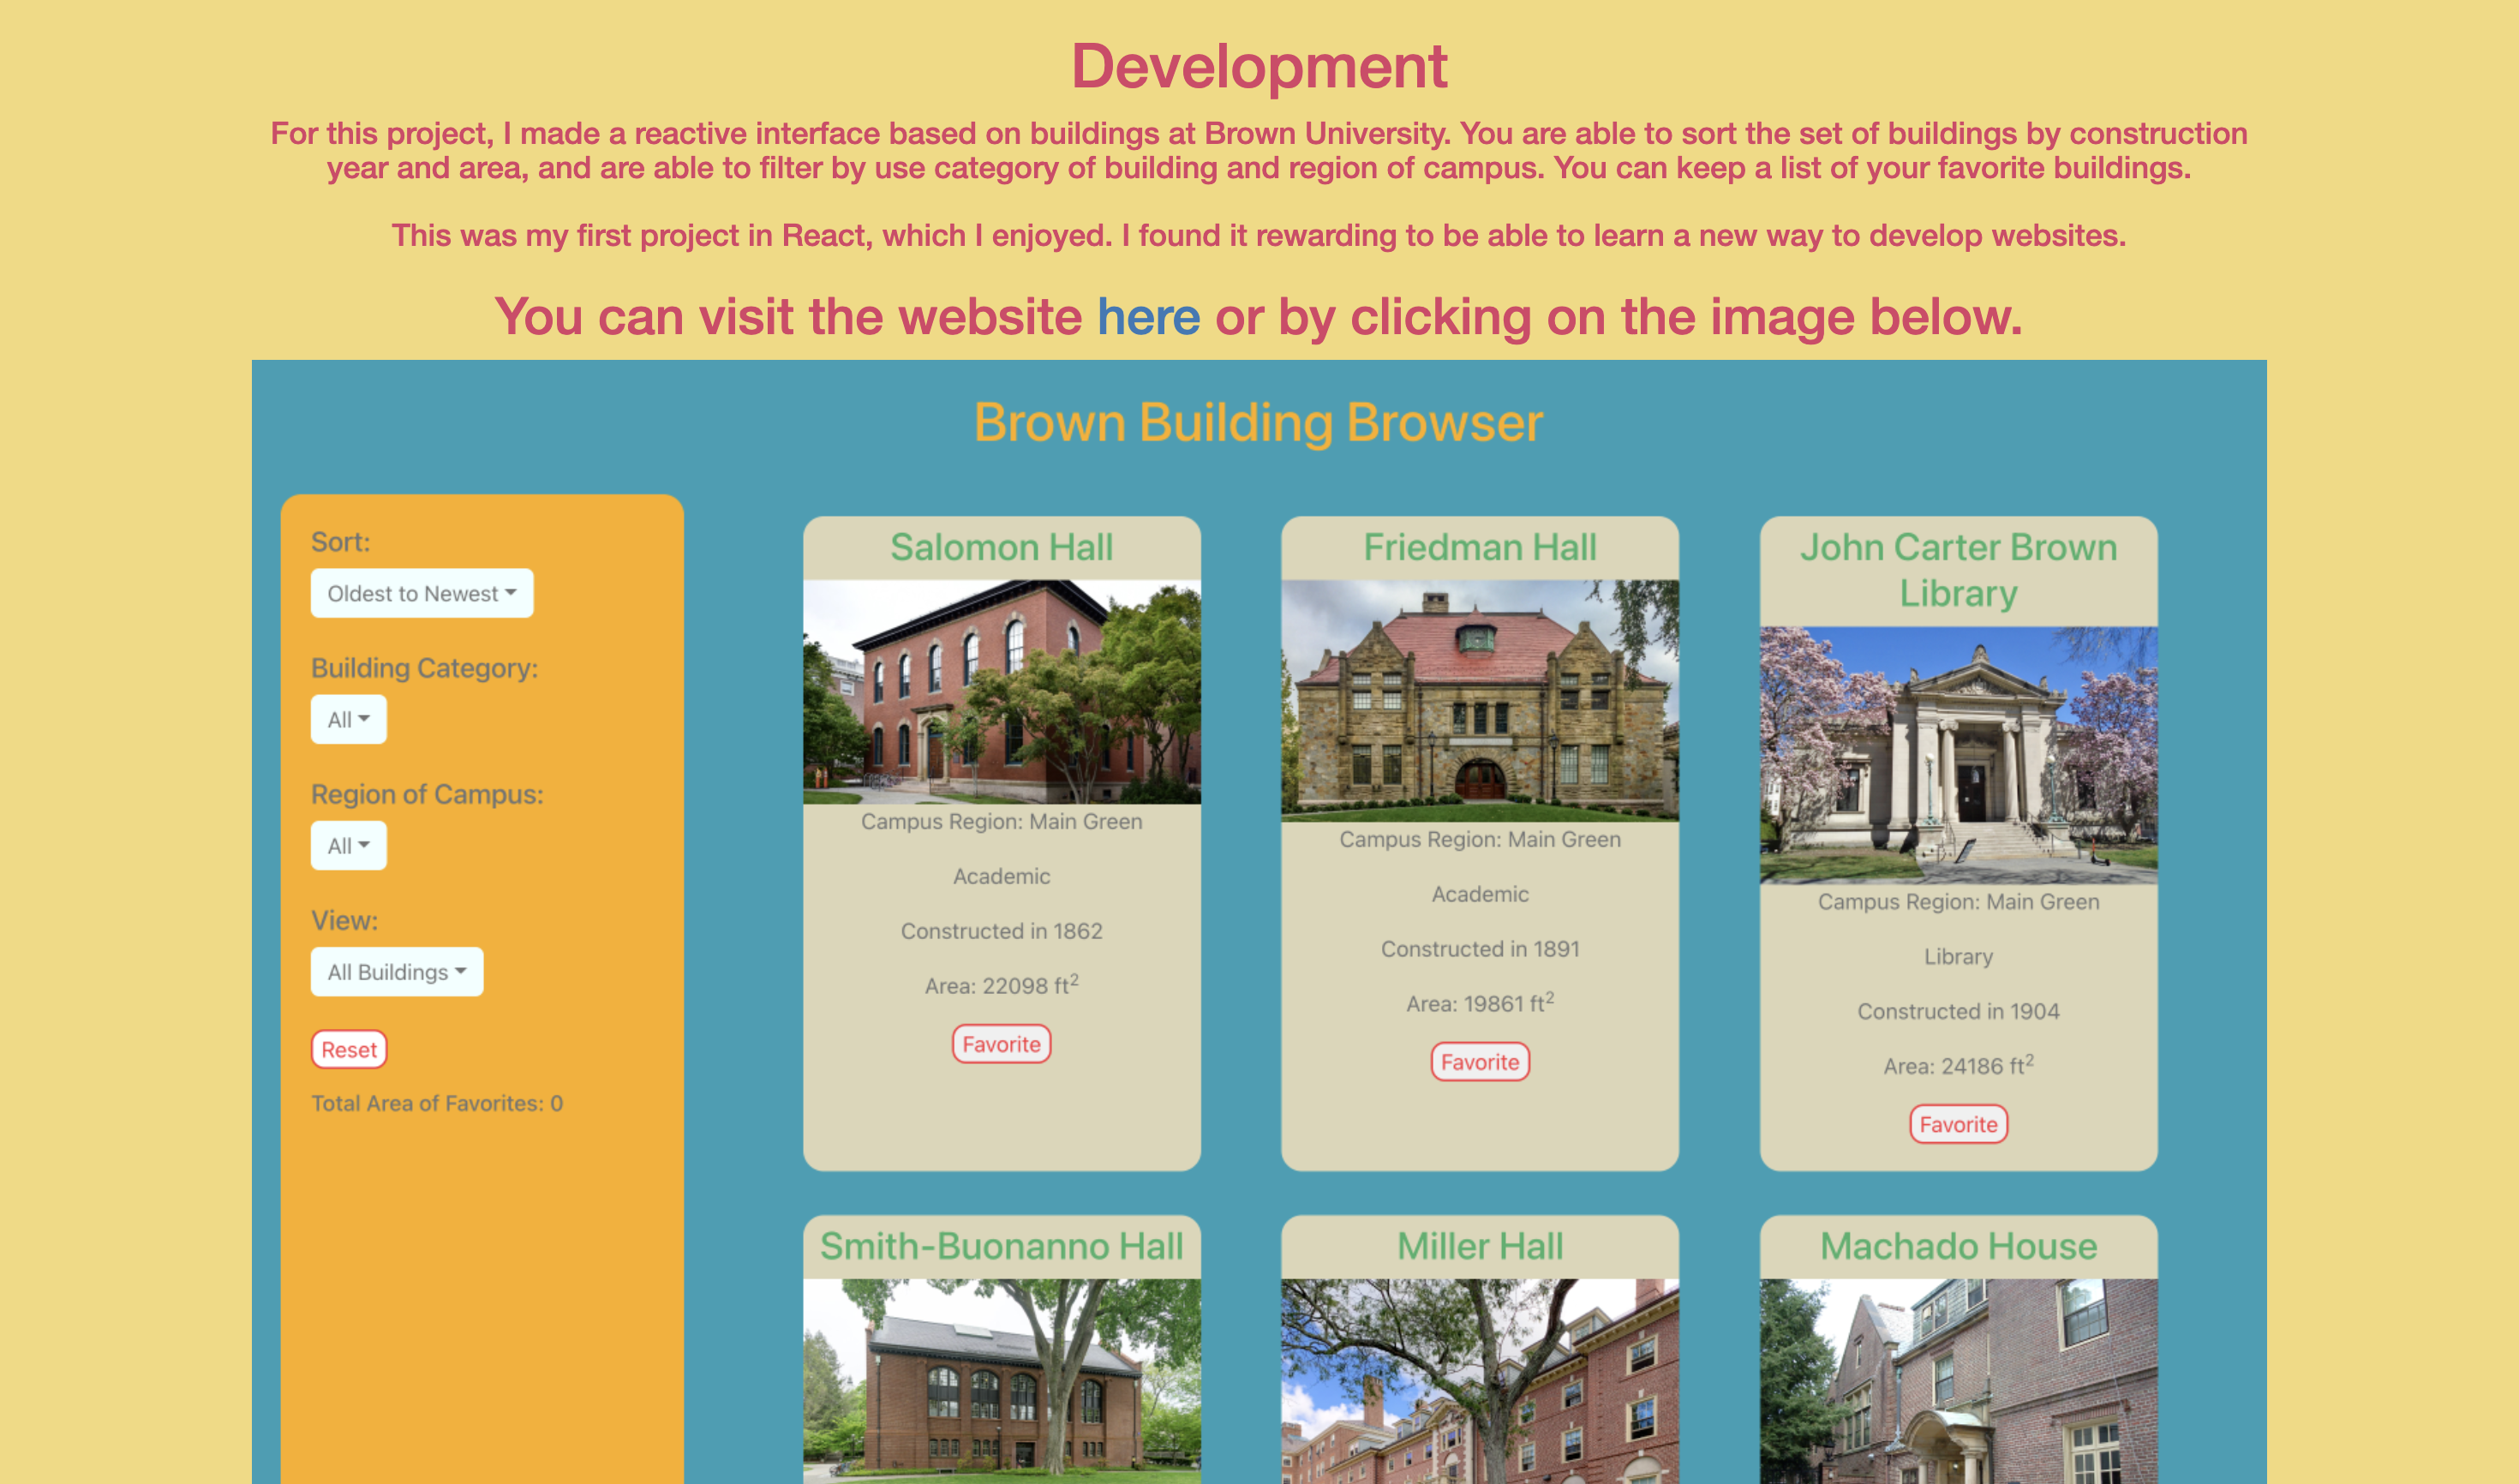 Development
For this project, I made a reactive interface based on buildings at Brown University. You are able to sort the set of buildings by construction
year and area, and are able to filter by use category of building and region of campus. You can keep a list of your favorite buildings.
This was my first project in React, which I enjoyed. I found it rewarding to be able to learn a new way to develop websites.
You can visit the website here or by clicking on the image below.
Brown Building Browser
Sort:
Oldest to Newest
Building Category:
All
Region of Campus:
All
View:
All Buildings
Reset
Total Area of Favorites: 0
Salomon Hall
Campus Region: Main Green
Academic
Constructed in 1862
Area: 22098 ft²
Favorite
Friedman Hall
Campus Region: Main Green
Academic
Constructed in 1891
Area: 19861 ft²
Favorite
John Carter Brown
Library
Campus Region: Main Green
Library
Constructed in 1904
Area: 24186 ft²
Favorite
Smith-Buonanno Hall
Miller Hall
Machado House